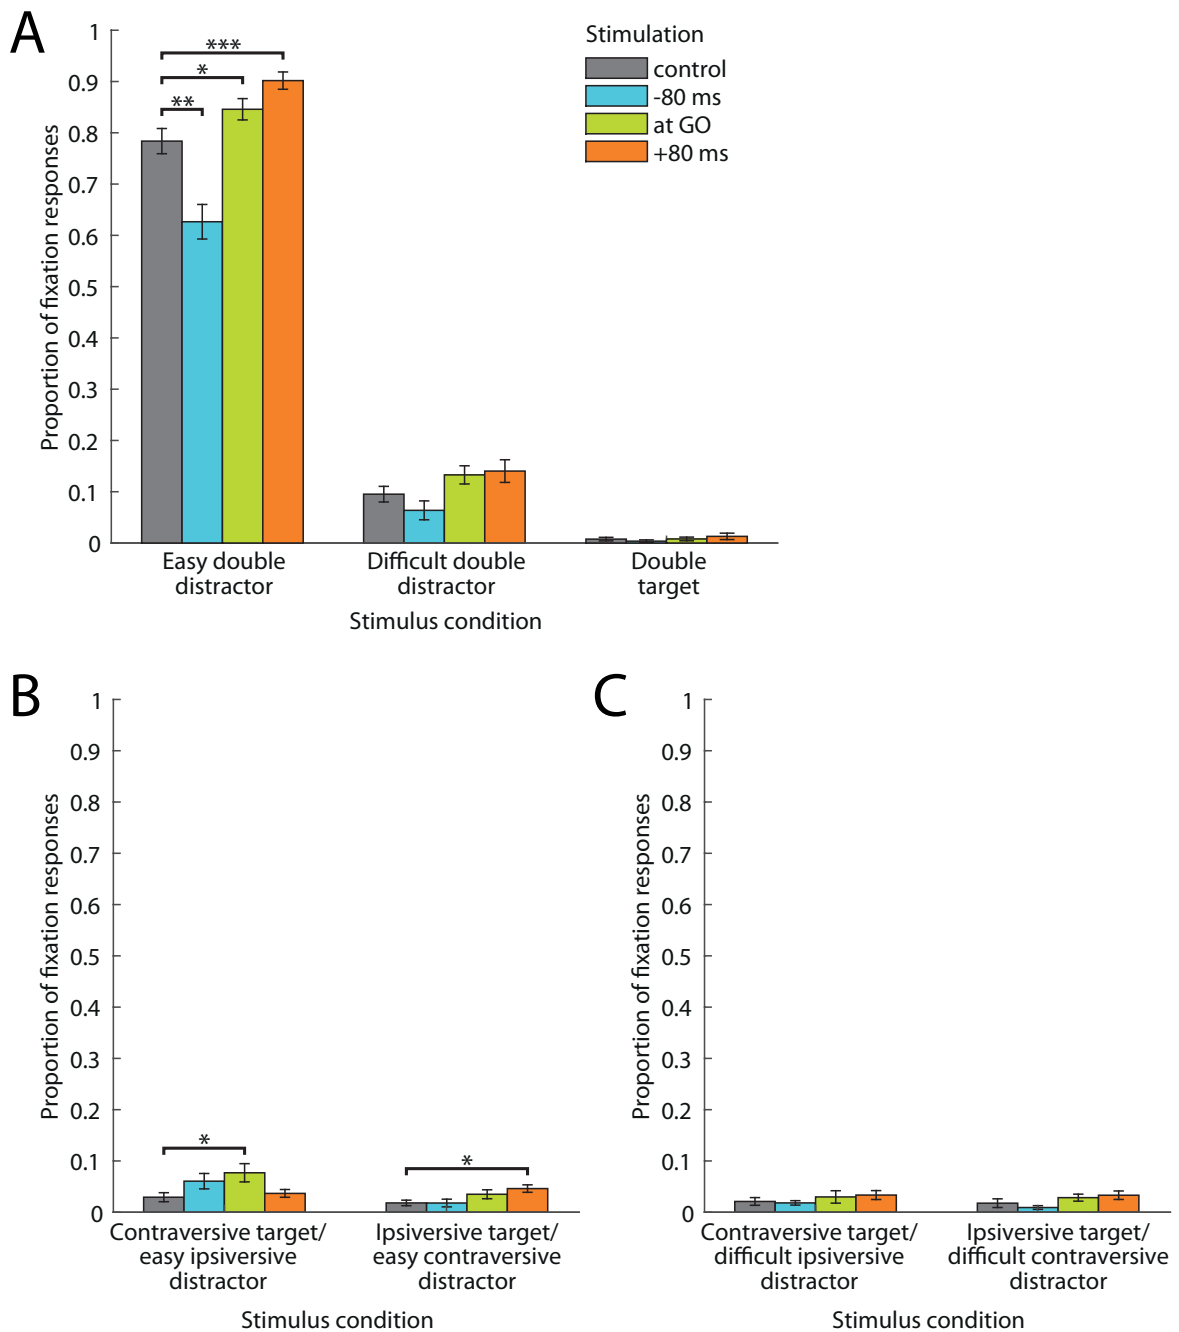 A
Stimulation
control
-80 ms
at GO
+80 ms
***
*
**
1
0.9
0.8
0.7
0.6
0.5
0.4
0.3
0.2
0.1
0
Proportion of fixation responses
Easy double
distractor
Difficult double
distractor
Double
target
Stimulus condition
B
1
0.9
0.8
0.7
0.6
0.5
0.4
0.3
0.2
0.1
0
Proportion of fixation responses
*
*
Contraversive target/
easy ipsiversive
distractor
Ipsiversive target/
easy contraversive
distractor
Stimulus condition
C
1
0.9
0.8
0.7
0.6
0.5
0.4
0.3
0.2
0.1
0
Proportion of fixation responses
Contraversive target/
difficult ipsiversive
distractor
Ipsiversive target/
difficult contraversive
distractor
Stimulus condition